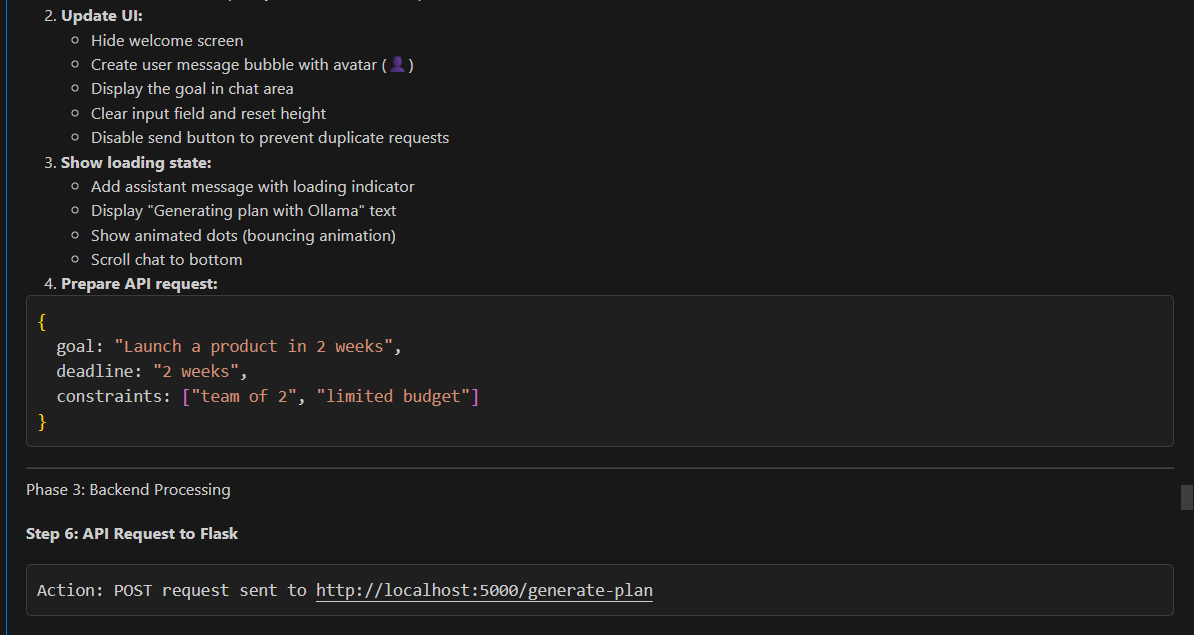 2. Update UI:
Hide welcome screen
Create user message bubble with avatar (👤)
Display the goal in chat area
Clear input field and reset height
Disable send button to prevent duplicate requests
3. Show loading state:
Add assistant message with loading indicator
Display "Generating plan with Ollama" text
Show animated dots (bouncing animation)
Scroll chat to bottom
4. Prepare API request:
{
goal: "Launch a product in 2 weeks",
deadline: "2 weeks",
constraints: ["team of 2", "limited budget"]
}
Phase 3: Backend Processing
Step 6: API Request to Flask
Action: POST request sent to http://localhost:5000/generate-plan